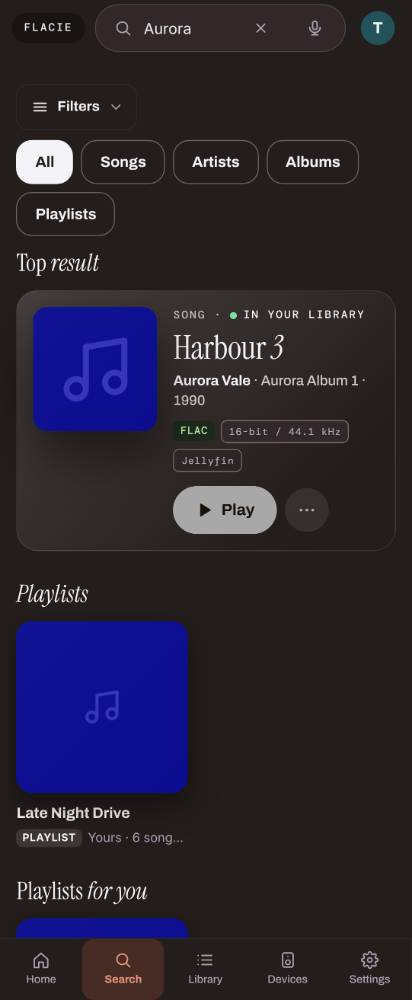 FLACIE
Aurora
T
Filters
All
Songs
Artists
Albums
Playlists
Top result
SONG · IN YOUR LIBRARY
Harbour 3
Aurora Vale · Aurora Album 1 ·
1990
FLAC
16-bit / 44.1 kHz
Jellyfin
Play
Playlists
Late Night Drive
PLAYLIST Yours · 6 song...
Playlists for you
Home
Search
Library
Devices
Settings